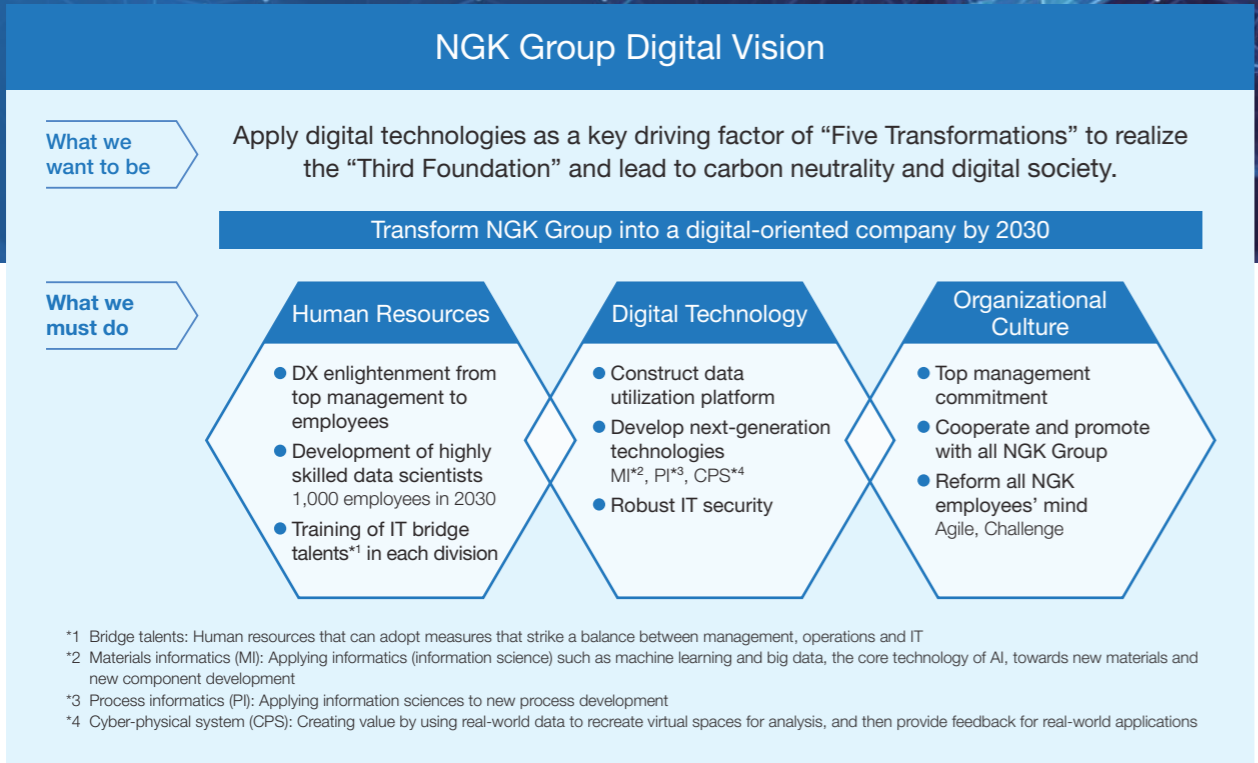 NGK Group Digital Vision
What we
want to be
Apply digital technologies as a key driving factor of “Five Transformations” to realize
the “Third Foundation” and lead to carbon neutrality and digital society.
Transform NGK Group into a digital-oriented company by 2030
What we
must do
Human Resources
● DX enlightenment from
top management to
employees
● Development of highly
skilled data scientists
1,000 employees in 2030
● Training of IT bridge
talents*1 in each division
Digital Technology
● Construct data
utilization platform
● Develop next-generation
technologies
MI*2, PI*3, CPS*4
● Robust IT security
Organizational
Culture
● Top management
commitment
● Cooperate and promote
with all NGK Group
● Reform all NGK
employees’ mind
Agile, Challenge
*1 Bridge talents: Human resources that can adopt measures that strike a balance between management, operations and IT
*2 Materials informatics (MI): Applying informatics (information science) such as machine learning and big data, the core technology of AI, towards new materials and
new component development
*3 Process informatics (PI): Applying information sciences to new process development
*4 Cyber-physical system (CPS): Creating value by using real-world data to recreate virtual spaces for analysis, and then provide feedback for real-world applications